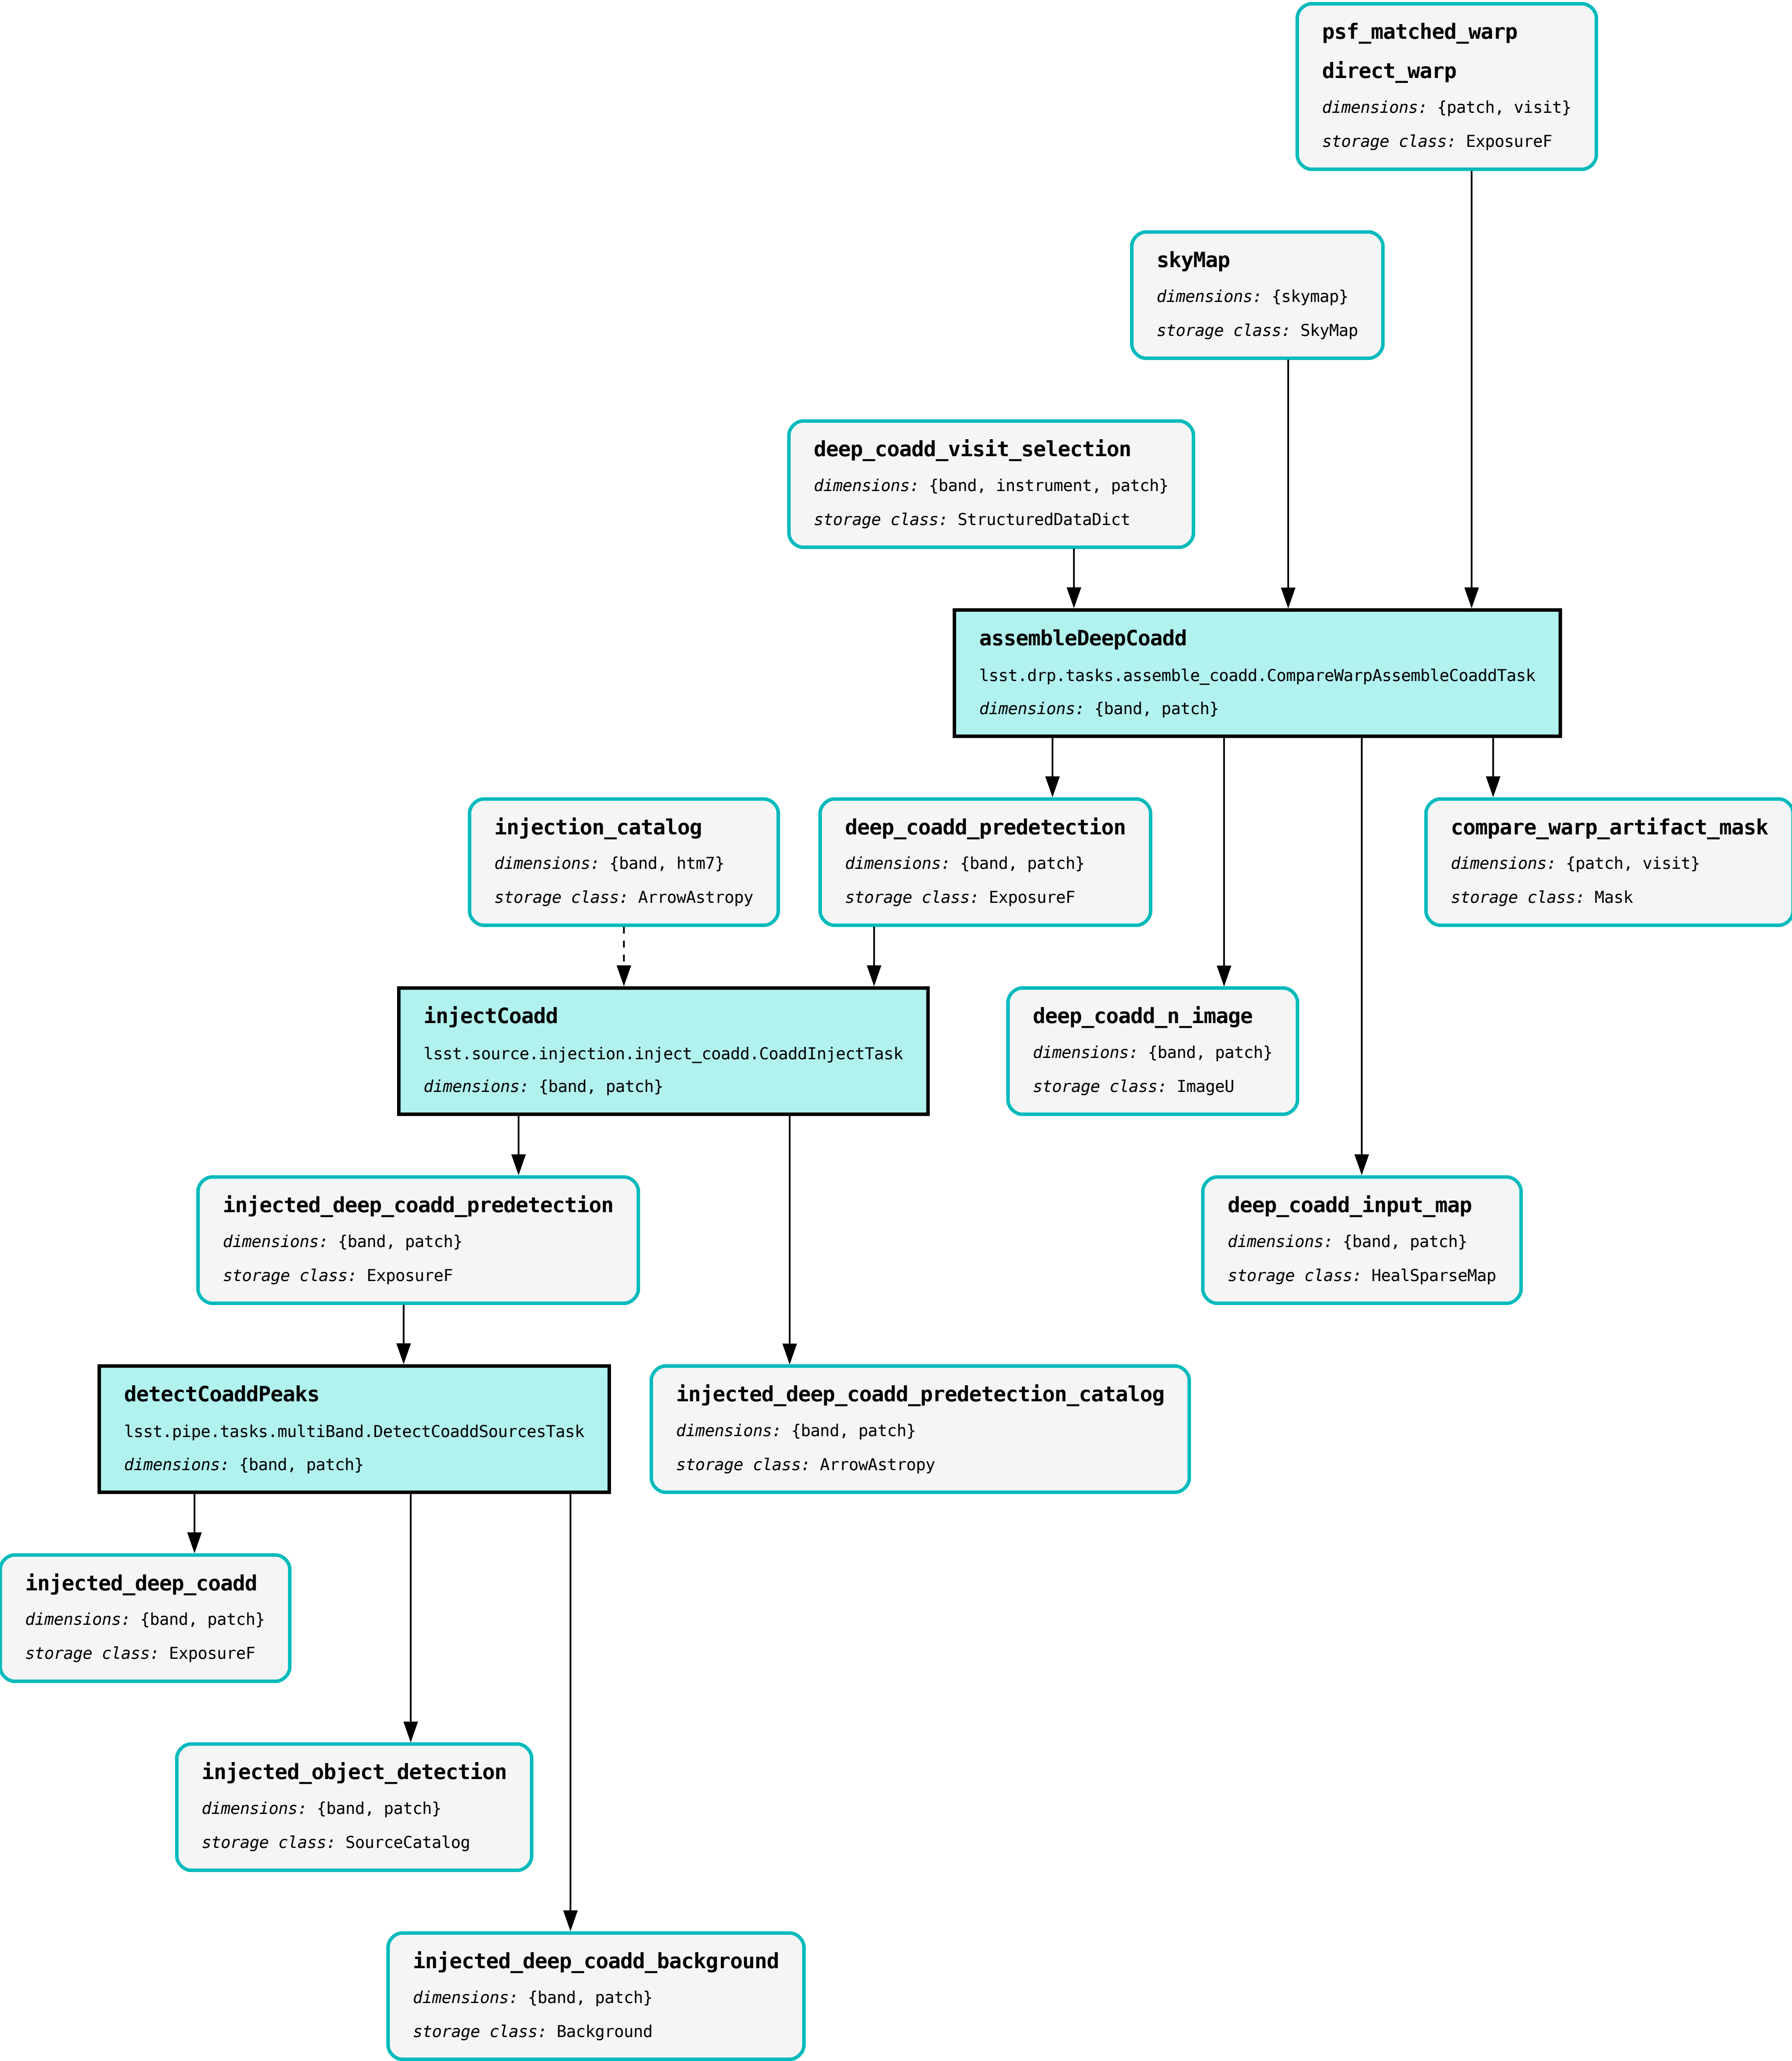 psf_matched_warp
direct_warp
dimensions: {patch, visit}
storage class: ExposureF
skyMap
dimensions: {skymap}
storage class: SkyMap
deep_coadd_visit_selection
dimensions: {band, instrument, patch}
storage class: StructuredDataDict
assembleDeepCoadd
lsst.drp.tasks.assemble_coadd.CompareWarpAssembleCoaddTask
dimensions: {band, patch}
injection_catalog
dimensions: {band, htm7}
storage class: ArrowAstropy
deep_coadd_predetection
dimensions: {band, patch}
storage class: ExposureF
compare_warp_artifact_mask
dimensions: {patch, visit}
storage class: Mask
injectCoadd
lsst.source.injection.inject_coadd.CoaddInjectTask
dimensions: {band, patch}
deep_coadd_n_image
dimensions: {band, patch}
storage class: ImageU
injected_deep_coadd_predetection
dimensions: {band, patch}
storage class: ExposureF
deep_coadd_input_map
dimensions: {band, patch}
storage class: HealSparseMap
detectCoaddPeaks
lsst.pipe.tasks.multiBand.DetectCoaddSourcesTask
dimensions: {band, patch}
injected_deep_coadd_predetection_catalog
dimensions: {band, patch}
storage class: ArrowAstropy
injected_deep_coadd
dimensions: {band, patch}
storage class: ExposureF
injected_object_detection
dimensions: {band, patch}
storage class: SourceCatalog
injected_deep_coadd_background
dimensions: {band, patch}
storage class: Background